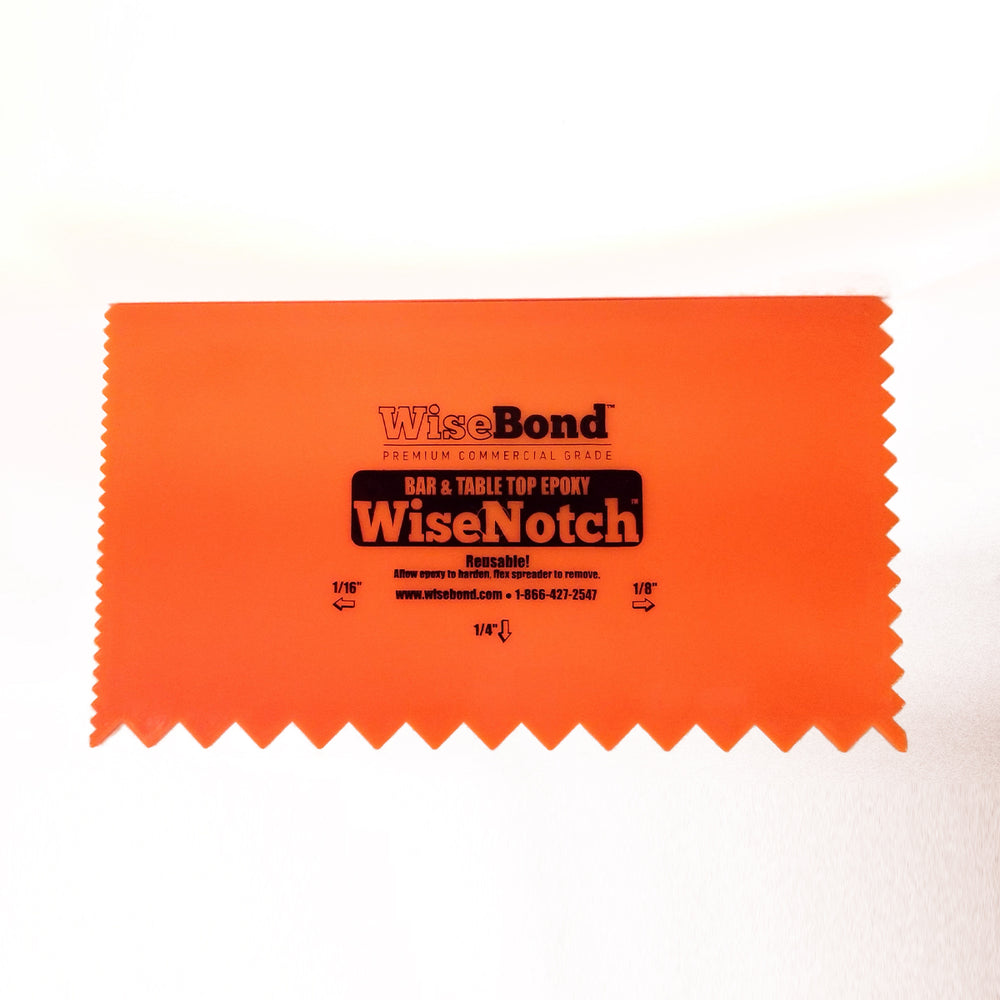 WiseBond™
PREMIUM COMMERCIAL GRADE
BAR & TABLE TOP EPOXY
WiseNotch™
Reusable!
Allow epoxy to harden, flex spreader to remove.
www.wisebond.com • 1-866-427-2547
1/16"
1/8"
1/4"